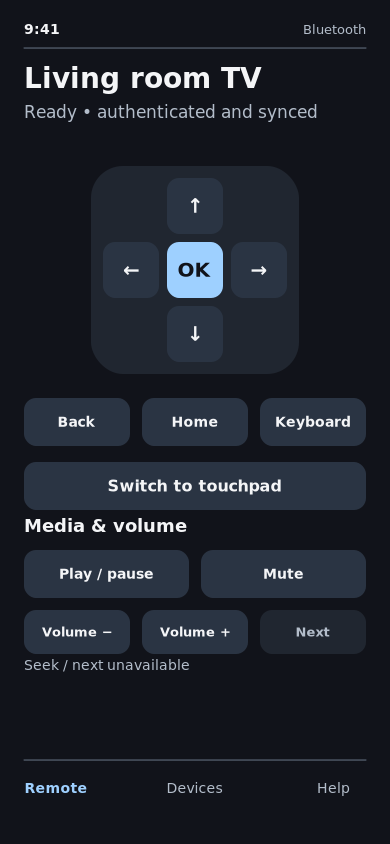 9:41 Bluetooth
Living room TV
Ready • authenticated and synced
↑
← OK →
↓
Back Home Keyboard
Switch to touchpad
Media & volume
Play / pause Mute
Volume − Volume + Next
Seek / next unavailable
Remote Devices Help